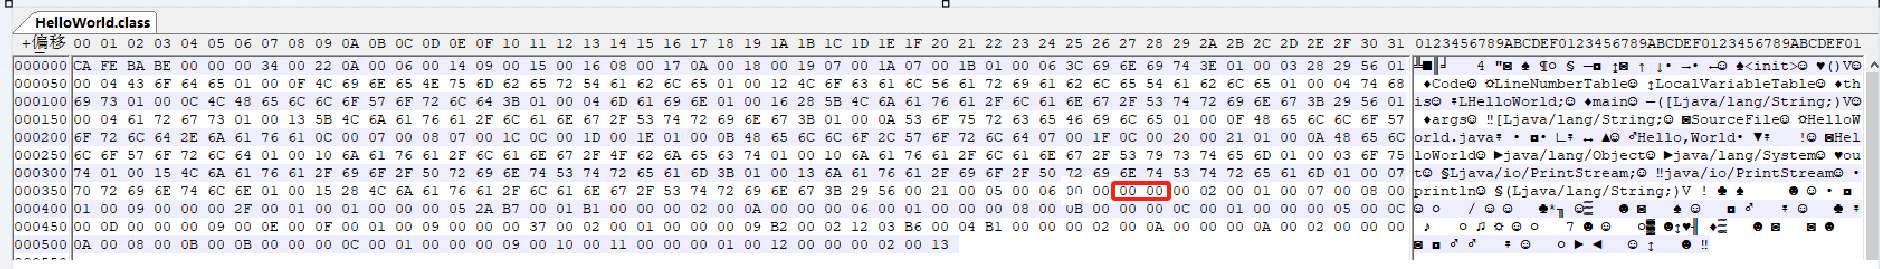 HelloWorld.class
+偏移 00 01 02 03 04 05 06 07 08 09 0A 0B 0C 0D 0E 0F 10 11 12 13 14 15 16 17 18 19 1A 1B 1C 1D 1E 1F 20 21 22 23 24 25 26 27 28 29 2A 2B 2C 2D 2E 2F 30 31 0123456789ABCDEF0123456789ABCDEF0123456789ABCDEF01
000000 CA FE BA BE 00 00 00 34 00 22 0A 00 06 00 14 09 00 15 00 16 08 00 17 0A 00 18 00 19 07 00 1A 07 00 1B 01 00 06 3C 69 6E 69 74 3E 01 00 03 28 29 56 01 4 " <init> ()V
000050 00 04 43 6F 64 65 01 00 0F 4C 69 6E 65 4E 75 6D 62 65 72 54 61 62 6C 65 01 00 12 4C 6F 63 61 6C 56 61 72 69 61 62 6C 65 54 61 62 6C 65 01 00 04 74 68 Code LineNumberTable LocalVariableTable th
000100 69 73 01 00 0C 4C 48 65 6C 6C 6F 57 6F 72 6C 64 3B 01 00 04 6D 61 69 6E 01 00 16 28 5B 4C 6A 61 76 61 2F 6C 61 6E 67 2F 53 74 72 69 6E 67 3B 29 56 01 is LHelloWorld; main ([Ljava/lang/String;)V
000150 00 04 61 72 67 73 01 00 13 5B 4C 6A 61 76 61 2F 6C 61 6E 67 2F 53 74 72 69 6E 67 3B 01 00 0A 53 6F 75 72 63 65 46 69 6C 65 01 00 0F 48 65 6C 6C 6F 57 args [Ljava/lang/String; SourceFile HelloW
000200 6F 72 6C 64 2E 6A 61 76 61 0C 00 07 00 08 07 00 1C 0C 00 1D 00 1E 01 00 0B 48 65 6C 6C 6F 2C 57 6F 72 6C 64 07 00 1F 0C 00 20 00 21 01 00 0A 48 65 6C orld.java Hello,World ! Hel
000250 6C 6F 57 6F 72 6C 64 01 00 10 6A 61 76 61 2F 6C 61 6E 67 2F 4F 62 6A 65 63 74 01 00 10 6A 61 76 61 2F 6C 61 6E 67 2F 53 79 73 74 65 6D 01 00 03 6F 75 loWorld java/lang/Object java/lang/System ou
000300 74 01 00 15 4C 6A 61 76 61 2F 69 6F 2F 50 72 69 6E 74 53 74 72 65 61 6D 3B 01 00 13 6A 61 76 61 2F 69 6F 2F 50 72 69 6E 74 53 74 72 65 61 6D 01 00 07 t Ljava/io/PrintStream; java/io/PrintStream
000350 70 72 69 6E 74 6C 6E 01 00 15 28 4C 6A 61 76 61 2F 6C 61 6E 67 2F 53 74 72 69 6E 67 3B 29 56 00 21 00 05 00 06 00 00 00 00 00 02 00 01 00 07 00 08 00 println (Ljava/lang/String;)V !
000400 01 00 09 00 00 00 2F 00 01 00 01 00 00 00 05 2A B7 00 01 B1 00 00 00 02 00 0A 00 00 00 06 00 01 00 00 00 08 00 0B 00 00 00 0C 00 01 00 00 00 05 00 0C / *
000450 00 0D 00 00 00 09 00 0E 00 0F 00 01 00 09 00 00 00 37 00 02 00 01 00 00 00 09 B2 00 02 12 03 B6 00 04 B1 00 00 00 02 00 0A 00 00 00 0A 00 02 00 00 00 7
000500 0A 00 08 00 0B 00 0B 00 00 00 0C 00 01 00 00 00 09 00 10 00 11 00 00 00 01 00 12 00 00 00 02 00 13